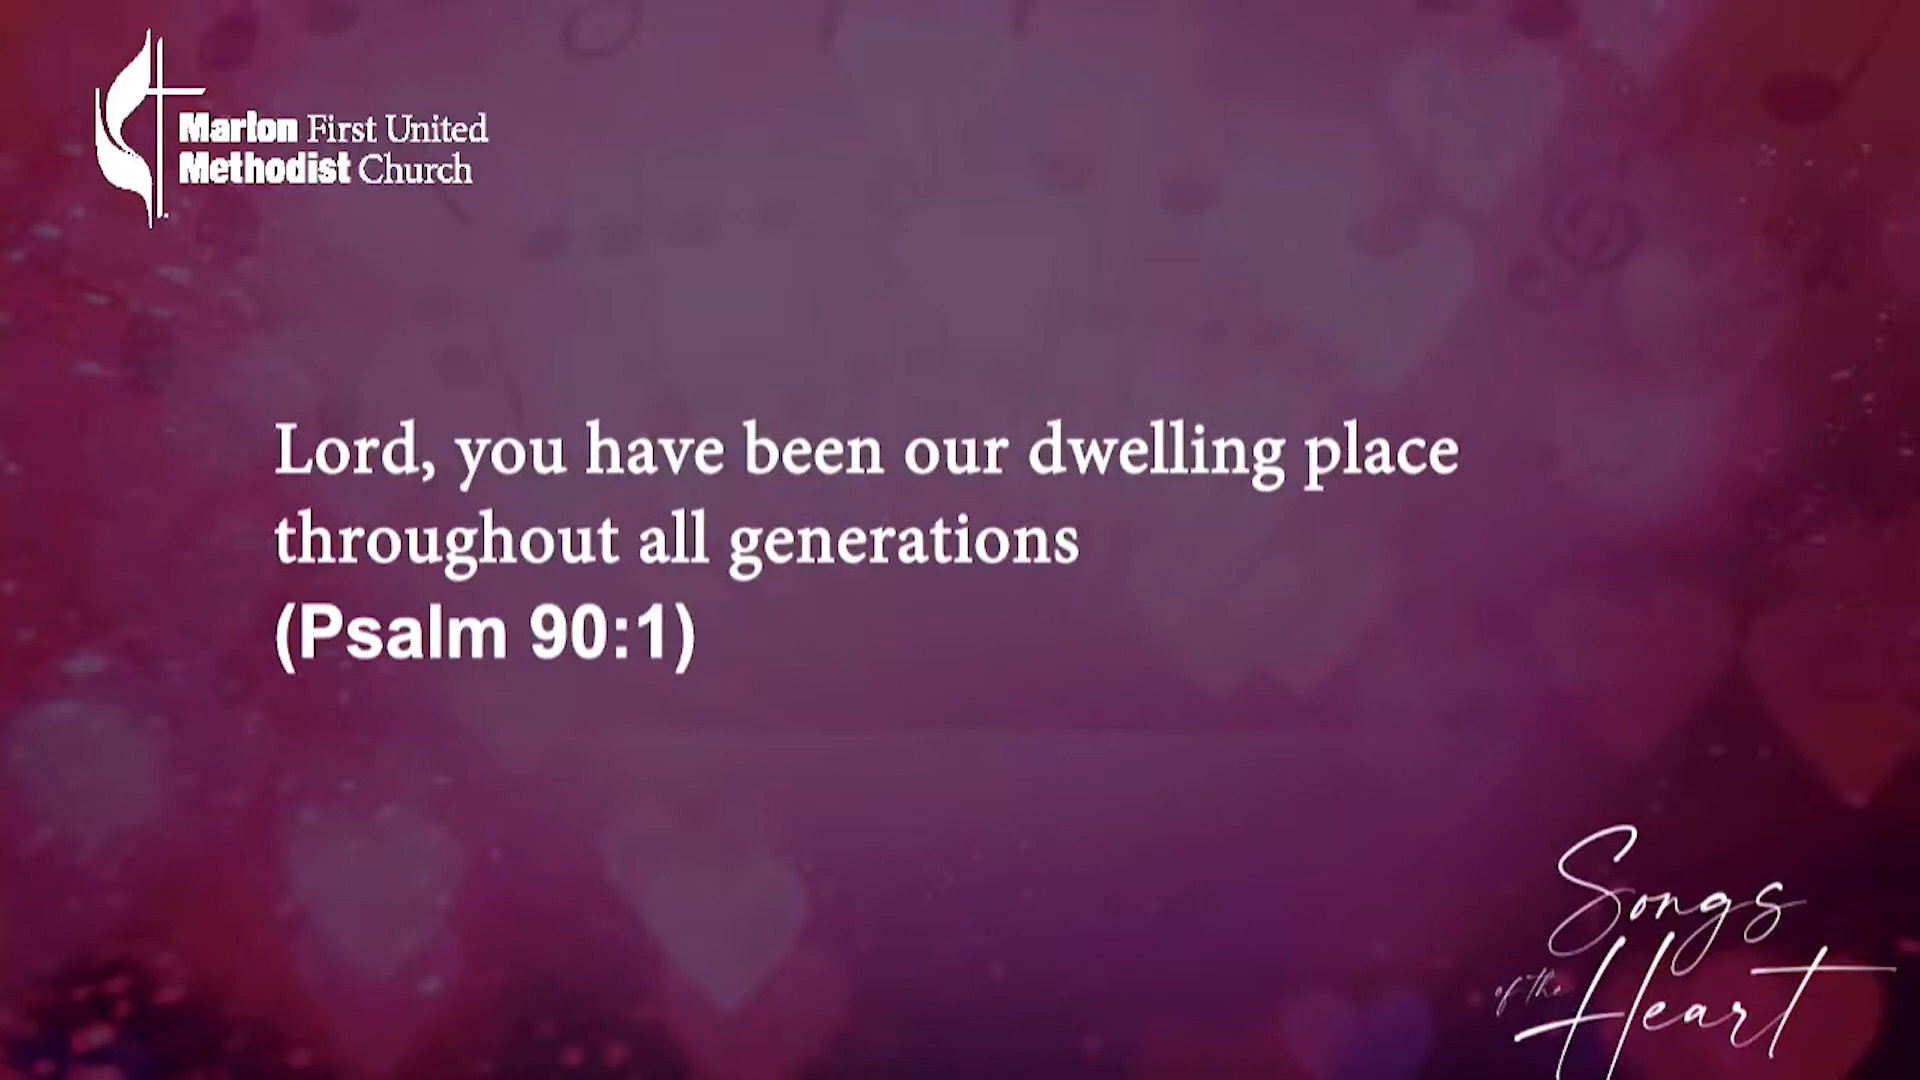 Marion First United
Methodist Church
Lord, you have been our dwelling place
throughout all generations
(Psalm 90:1)
Songs
of the
Heart